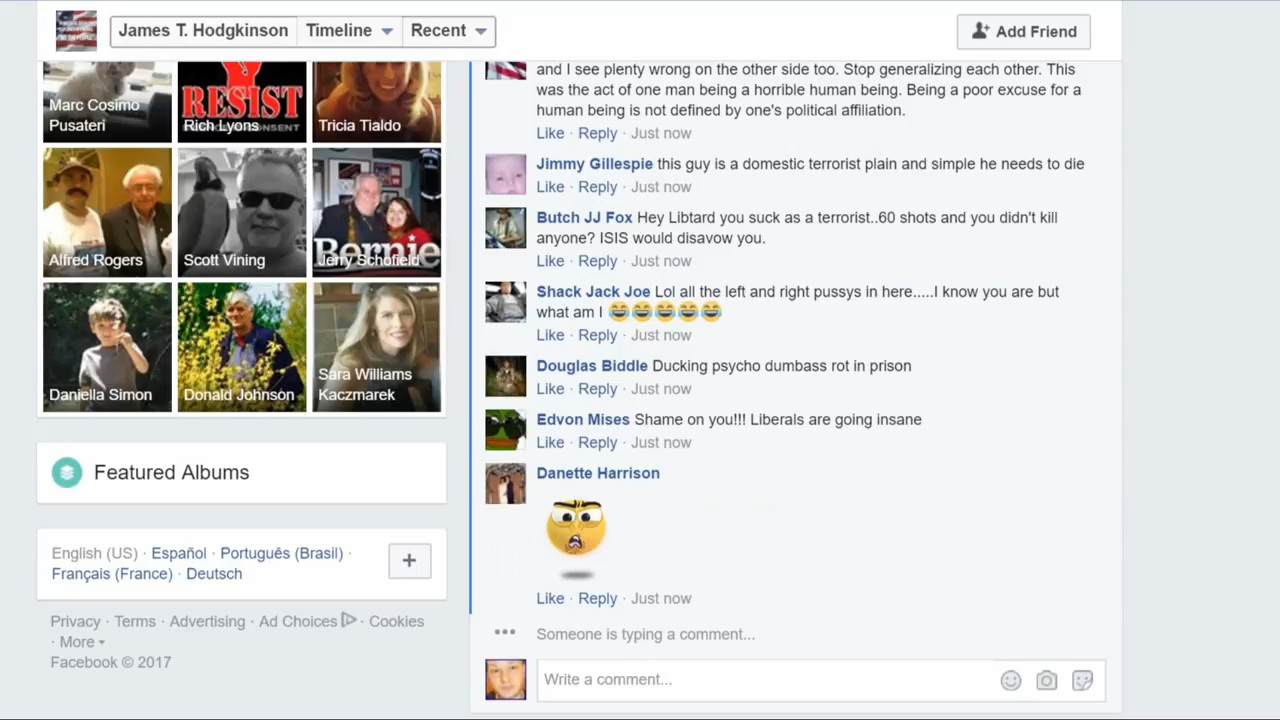 James T. Hodgkinson
Timeline
Recent
Add Friend
Marc Cosimo
Pusateri
RESIST
Rich Lyons
Tricia Tialdo
Alfred Rogers
Scott Vining
Bernie
Jerry Schofield
Daniella Simon
Donald Johnson
Sara Williams
Kaczmarek
Featured Albums
English (US) · Español · Português (Brasil) ·
Français (France) · Deutsch
+
Privacy · Terms · Advertising · Ad Choices · Cookies
· More
Facebook © 2017
and I see plenty wrong on the other side too. Stop generalizing each other. This
was the act of one man being a horrible human being. Being a poor excuse for a
human being is not defined by one's political affiliation.
Like · Reply · Just now
Jimmy Gillespie this guy is a domestic terrorist plain and simple he needs to die
Like · Reply · Just now
Butch JJ Fox Hey Libtard you suck as a terrorist..60 shots and you didn't kill
anyone? ISIS would disavow you.
Like · Reply · Just now
Shack Jack Joe Lol all the left and right pussys in here.....I know you are but
what am I 😂😂😂😂😂
Like · Reply · Just now
Douglas Biddle Ducking psycho dumbass rot in prison
Like · Reply · Just now
Edvon Mises Shame on you!!! Liberals are going insane
Like · Reply · Just now
Danette Harrison
Like · Reply · Just now
Someone is typing a comment...
Write a comment...